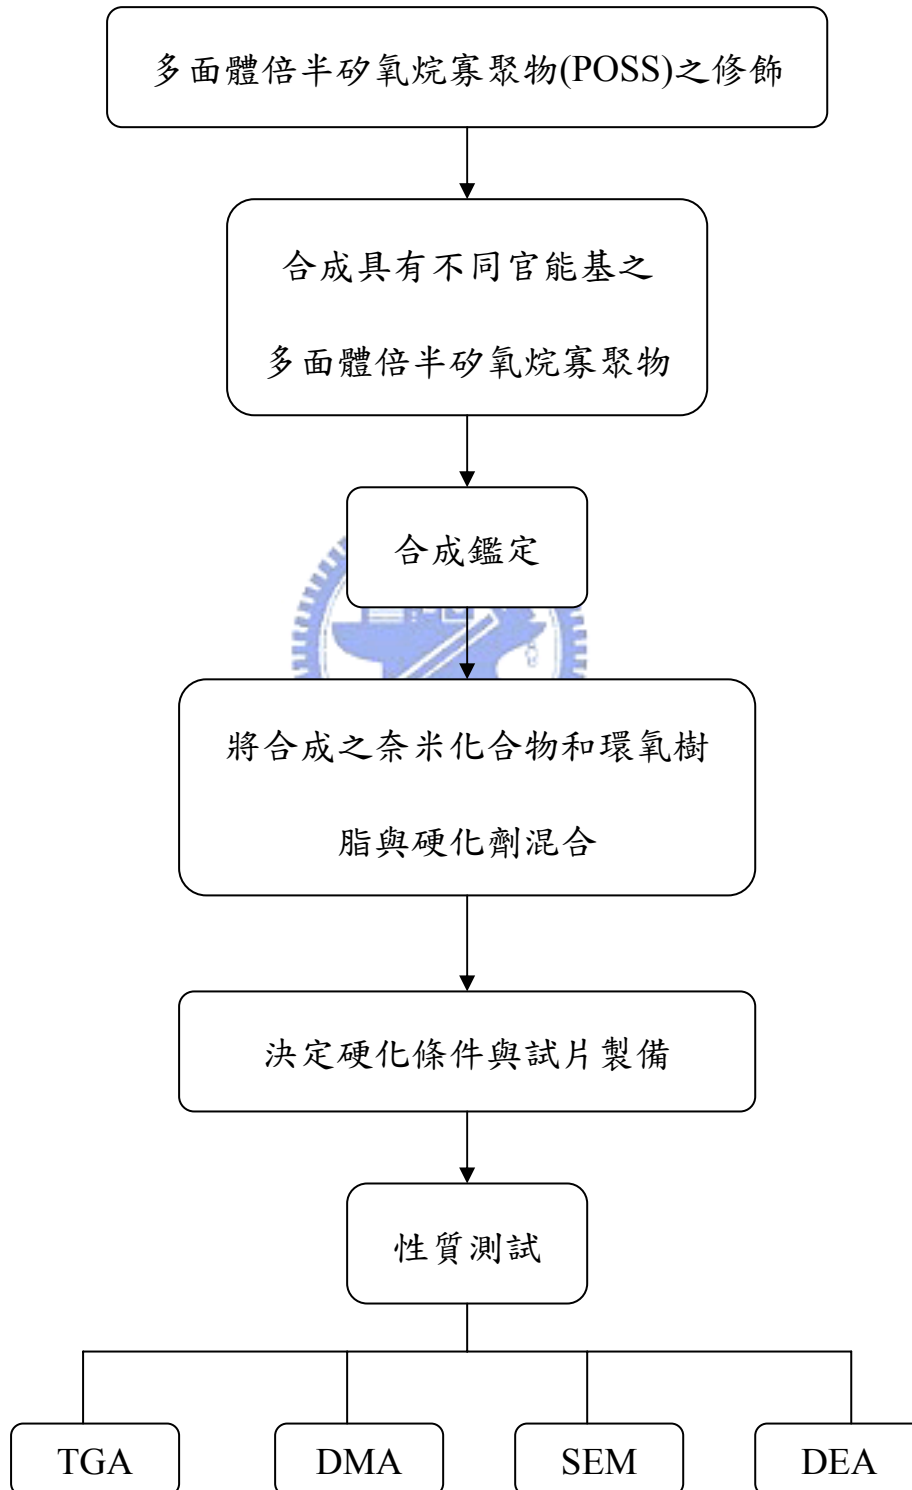 多面體倍半矽氧烷寡聚物(POSS)之修飾
合成具有不同官能基之
多面體倍半矽氧烷寡聚物
合成鑑定
將合成之奈米化合物和環氧樹
脂與硬化劑混合
決定硬化條件與試片製備
性質測試
TGA
DMA
SEM
DEA